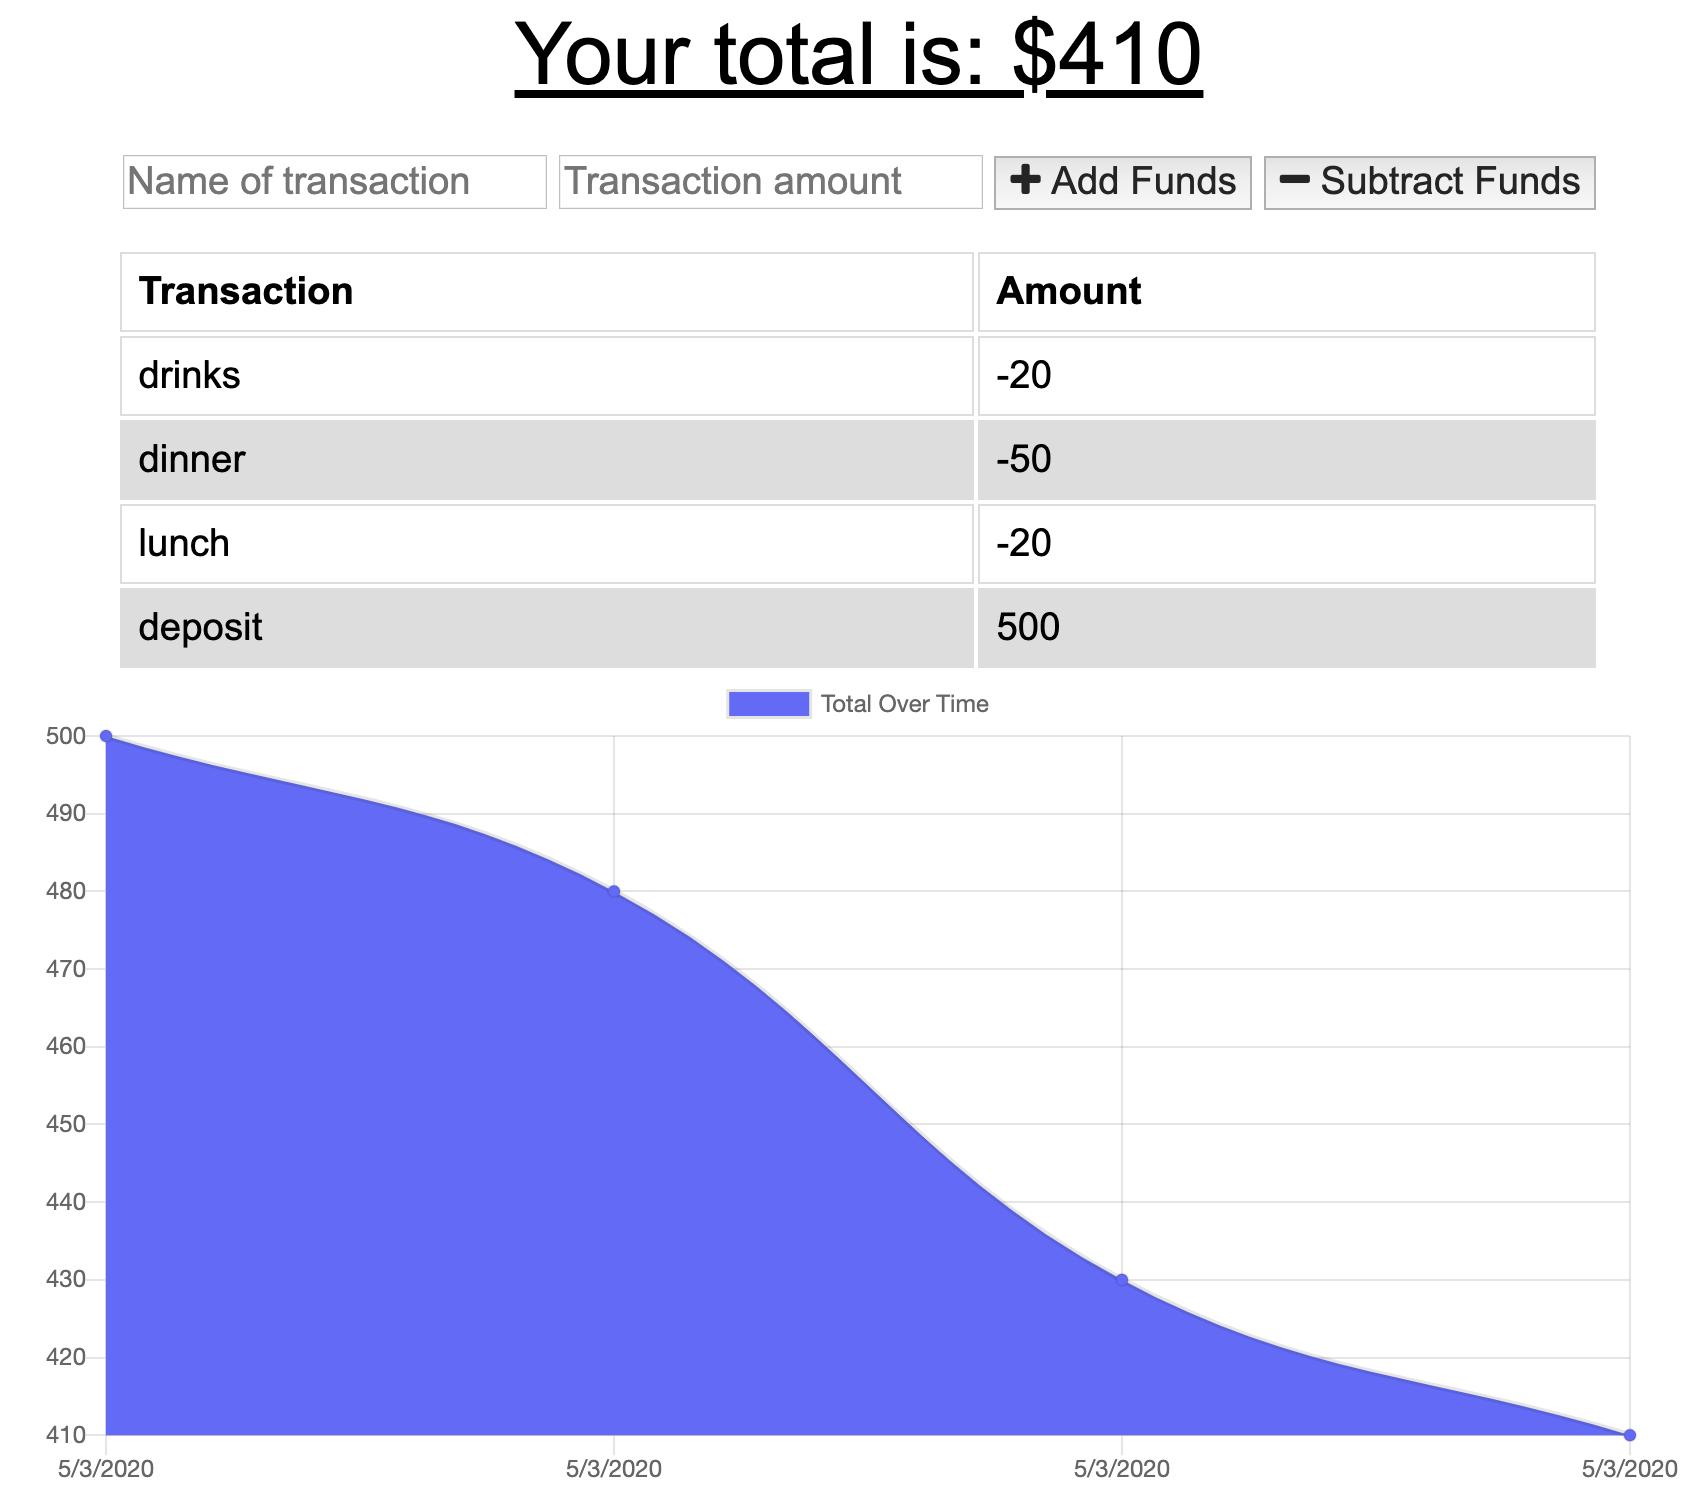 Your total is: $410
Name of transaction Transaction amount Add Funds Subtract Funds
Transaction Amount
drinks -20
dinner -50
lunch -20
deposit 500
Total Over Time
500
490
480
470
460
450
440
430
420
410
5/3/2020 5/3/2020 5/3/2020 5/3/2020